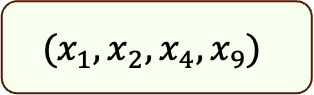 (x₁, x₂, x₄, x₉)